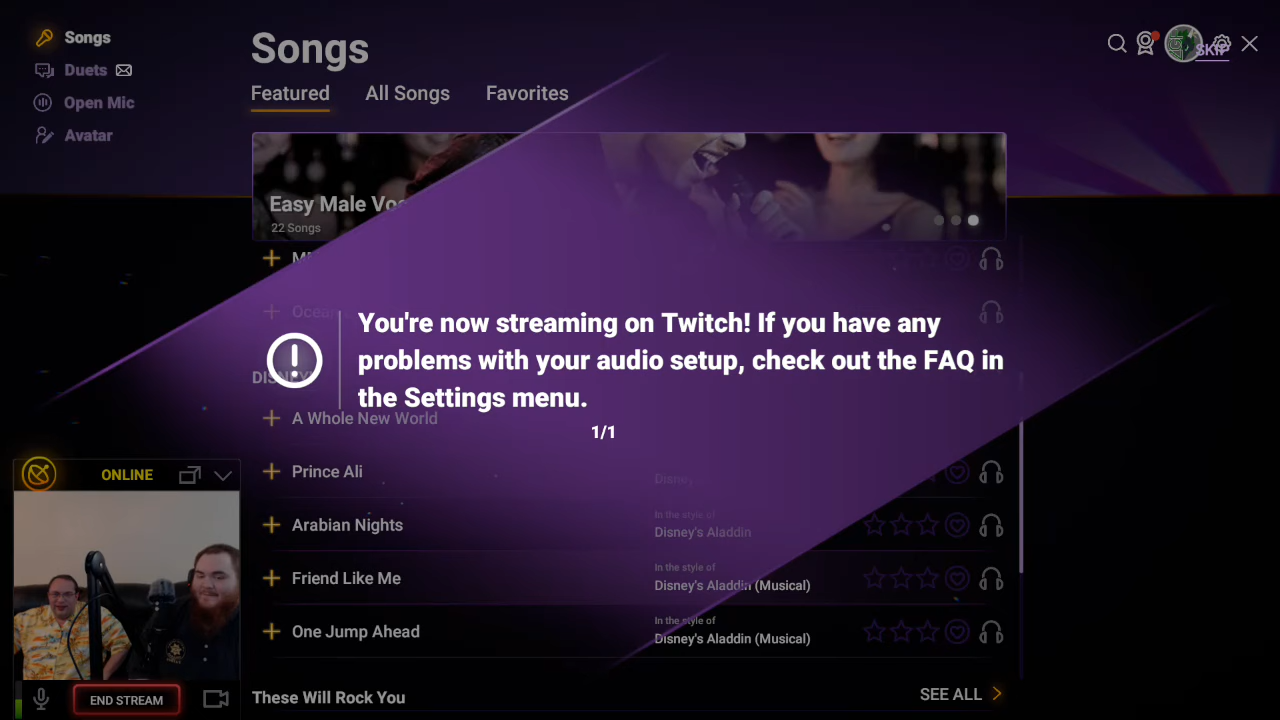 Songs
Duets
Open Mic
Avatar
Songs
Featured
All Songs
Favorites
SKIP
Easy Male
22 Songs
You're now streaming on Twitch! If you have any
problems with your audio setup, check out the FAQ in
the Settings menu.
1/1
A Whole New World
Prince Ali
Arabian Nights
In the style of
Disney's Aladdin
Friend Like Me
In the style of
Disney's Aladdin (Musical)
One Jump Ahead
In the style of
Disney's Aladdin (Musical)
These Will Rock You
SEE ALL
ONLINE
END STREAM